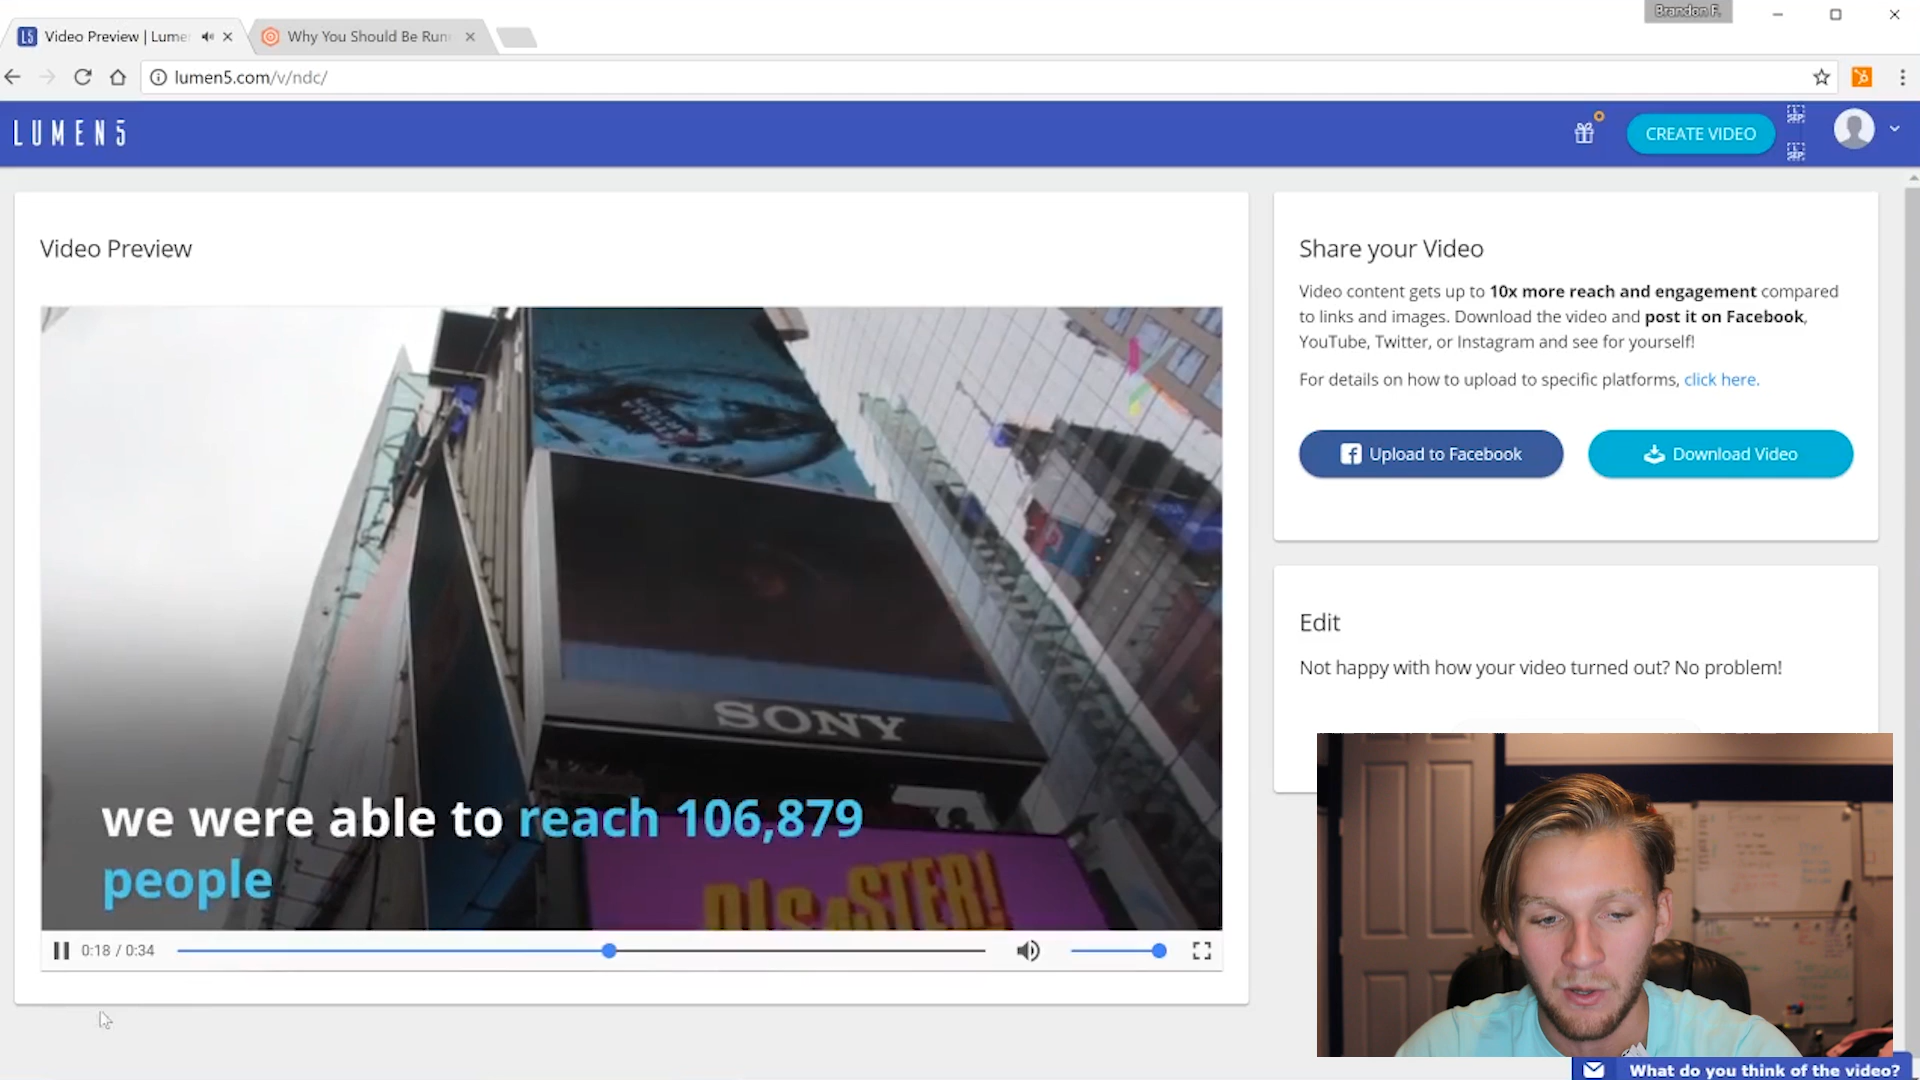 Brandon F.
Video Preview | Lume
Why You Should Be Run
lumen5.com/v/ndc/
LUMEN5
CREATE VIDEO
L SEP
L SEP
Video Preview
SONY
DISASTER!
we were able to reach 106,879
people
0:18 / 0:34
Share your Video
Video content gets up to 10x more reach and engagement compared
to links and images. Download the video and post it on Facebook,
YouTube, Twitter, or Instagram and see for yourself!
For details on how to upload to specific platforms, click here.
Upload to Facebook
Download Video
Edit
Not happy with how your video turned out? No problem!
What do you think of the video?